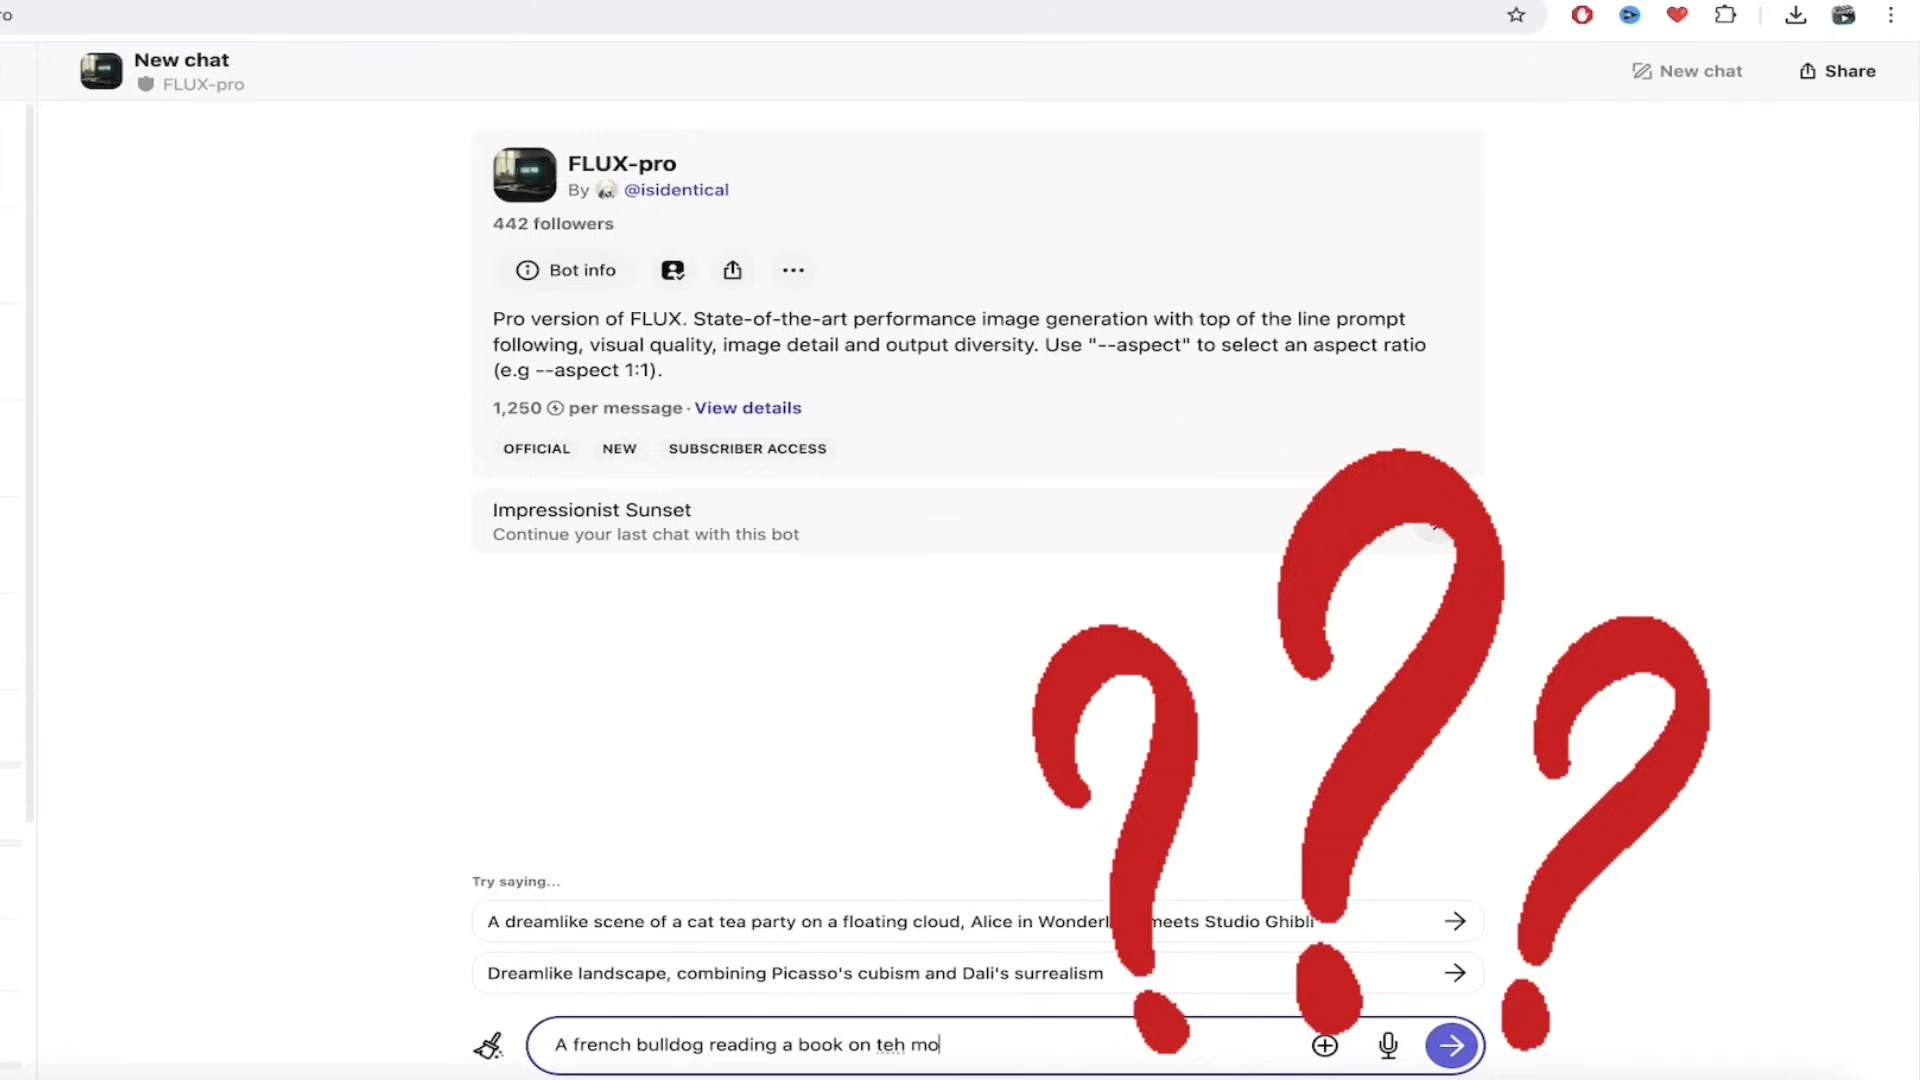 ro
New chat
FLUX-pro
New chat
Share
FLUX-pro
By @isidentical
442 followers
Bot info
Pro version of FLUX. State-of-the-art performance image generation with top of the line prompt
following, visual quality, image detail and output diversity. Use "--aspect" to select an aspect ratio
(e.g --aspect 1:1).
1,250 per message · View details
OFFICIAL NEW SUBSCRIBER ACCESS
Impressionist Sunset
Continue your last chat with this bot
???
Try saying...
A dreamlike scene of a cat tea party on a floating cloud, Alice in Wonderl meets Studio Ghibli
Dreamlike landscape, combining Picasso's cubism and Dali's surrealism
A french bulldog reading a book on teh mo